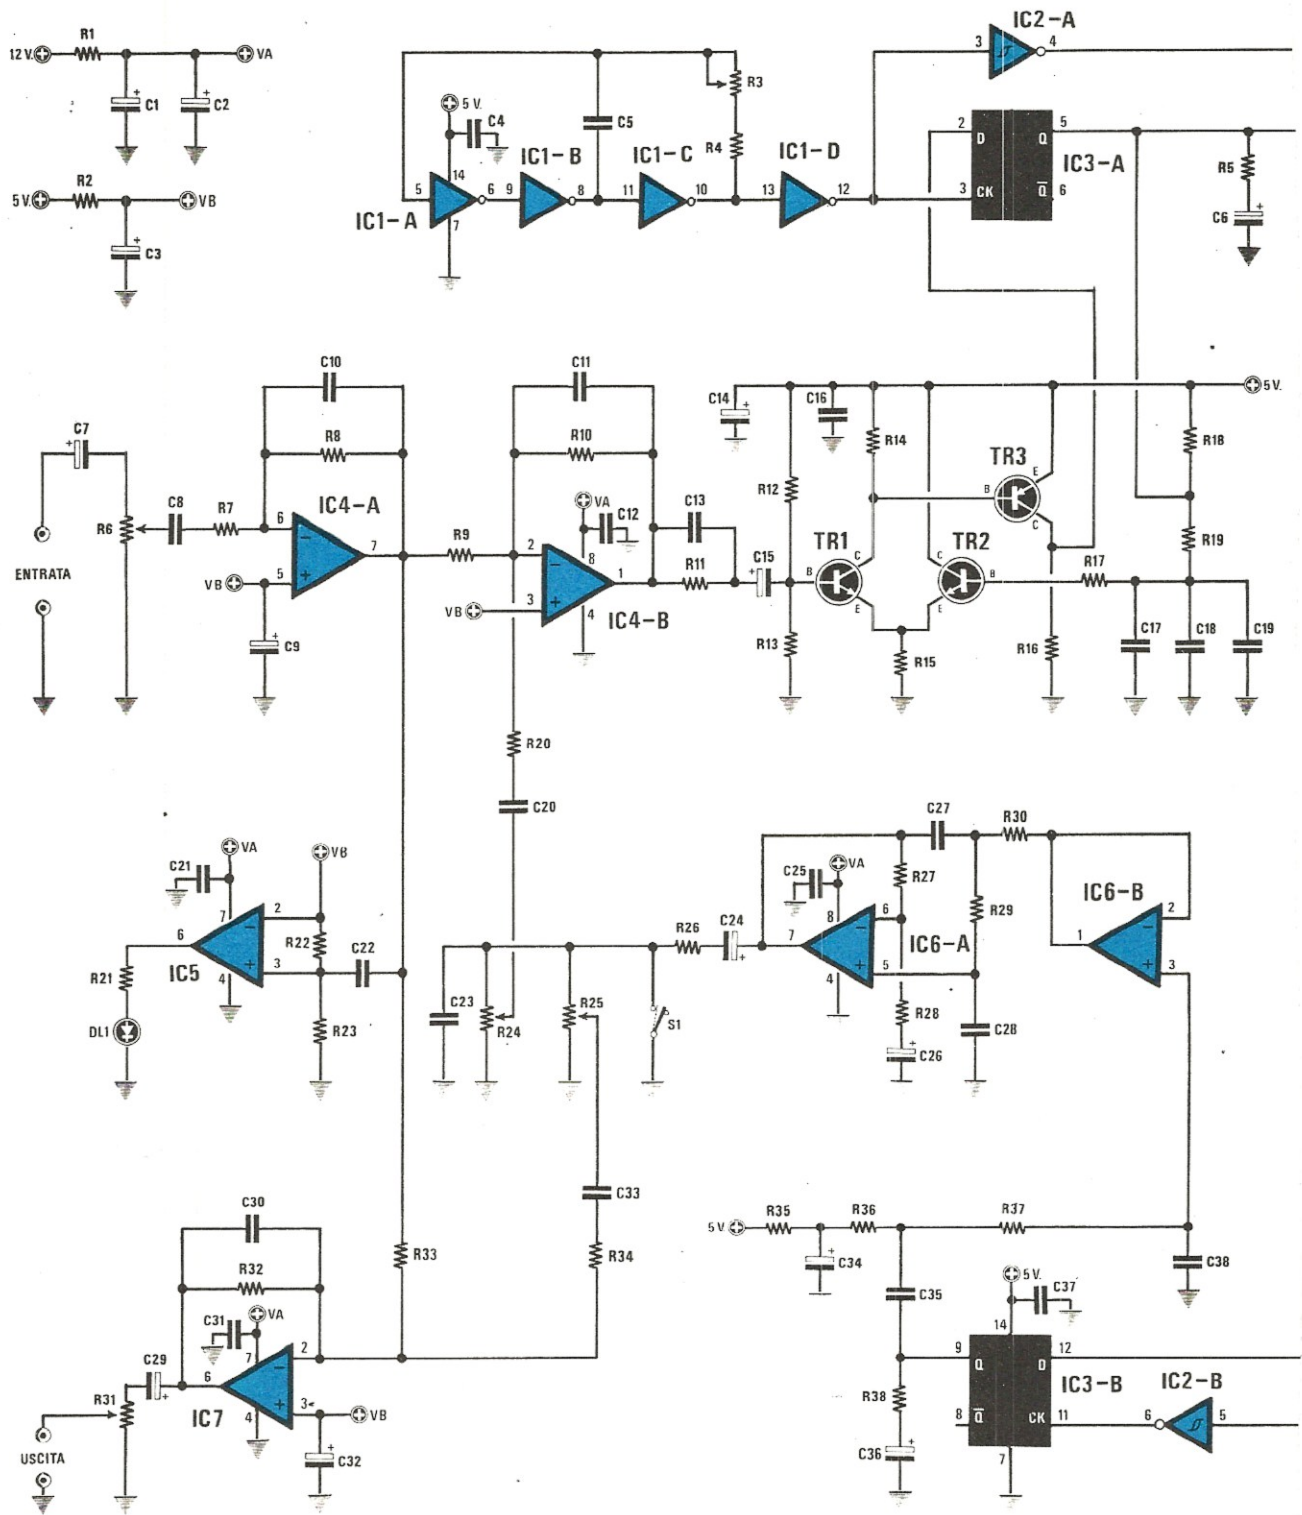 IC2-A
R1
12 V.
VA
3
4
R3
5 V.
C1
C2
C4
C5
2
D
Q
5
IC1-B
IC1-C
R4
IC1-D
IC3-A
R5
R2
14
5
6
9
8
11
10
13
12
3
CK
Q
6
5 V.
VB
IC1-A
7
C6
C3
C10
C11
5 V.
C14
C16
C7
R8
R10
R14
R18
TR3
E
B
C
R12
VA
C8
R7
IC4-A
C13
C12
R6
6
7
R9
2
8
TR1
TR2
R19
R11
C15
C
C
R17
ENTRATA
VB
5
1
B
B
VB
3
4
IC4-B
E
E
C9
R13
R15
R16
C17
C18
C19
R20
C20
C27
R30
VA
VB
C21
C25
VA
R27
IC6-B
7
2
R29
2
C24
8
6
6
R22
C22
R26
7
IC6-A
1
R21
IC5
4
3
4
5
3
C23
R25
R28
DL1
R23
R24
S1
C28
C26
C30
C33
R35
R36
R37
5 V.
R33
R34
R32
C34
C38
5 V.
C31
VA
C35
C37
7
2
14
C29
9
Q
D
12
6
R31
IC7
3
IC3-B
IC2-B
4
VB
R38
8
Q
CK
11
6
5
USCITA
C32
C36
7